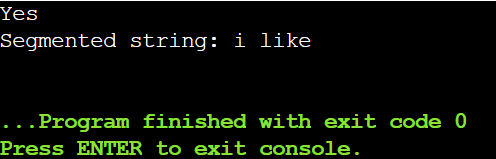 Yes
Segmented string: i like
...Program finished with exit code 0
Press ENTER to exit console.